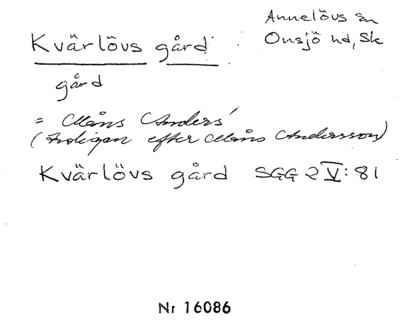 Kvärlövs gård
Annelövs sn
Onsjö hd, Sk
gård
= Måns Anders'
(Troligen efter Måns Andersson)
Kvärlövs gård SGG 2 V: 81
Nr 16086